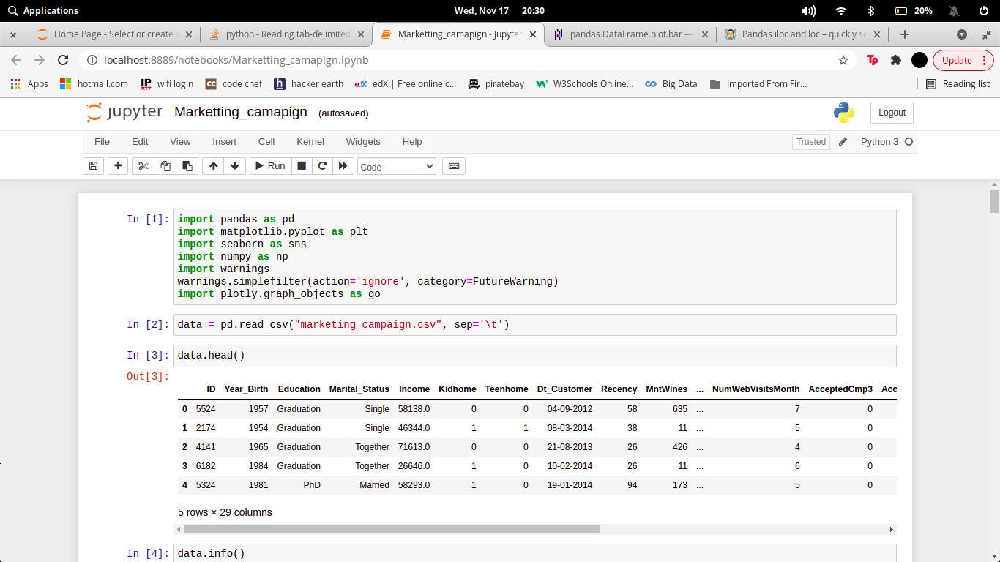 Applications Wed, Nov 17 20:30 20%
Home Page - Select or create a python - Reading tab-delimited Marketting_camapign - Jupyter pandas.DataFrame.plot.bar — Pandas iloc and loc – quickly se
localhost:8889/notebooks/Marketting_camapign.ipynb Tp Update
Apps hotmail.com IP ACCT wifi login CC code chef h hacker earth edX edX | Free online c... piratebay W3Schools Online... Big Data Imported From Fir... Reading list
jupyter Marketting_camapign (autosaved) Logout
File Edit View Insert Cell Kernel Widgets Help Trusted Python 3
Run Code
In [1]: import pandas as pd
import matplotlib.pyplot as plt
import seaborn as sns
import numpy as np
import warnings
warnings.simplefilter(action='ignore', category=FutureWarning)
import plotly.graph_objects as go
In [2]: data = pd.read_csv("marketing_campaign.csv", sep='\t')
In [3]: data.head()
Out[3]:
ID Year_Birth Education Marital_Status Income Kidhome Teenhome Dt_Customer Recency MntWines ... NumWebVisitsMonth AcceptedCmp3 Acc
0 5524 1957 Graduation Single 58138.0 0 0 04-09-2012 58 635 ... 7 0
1 2174 1954 Graduation Single 46344.0 1 1 08-03-2014 38 11 ... 5 0
2 4141 1965 Graduation Together 71613.0 0 0 21-08-2013 26 426 ... 4 0
3 6182 1984 Graduation Together 26646.0 1 0 10-02-2014 26 11 ... 6 0
4 5324 1981 PhD Married 58293.0 1 0 19-01-2014 94 173 ... 5 0
5 rows × 29 columns
In [4]: data.info()